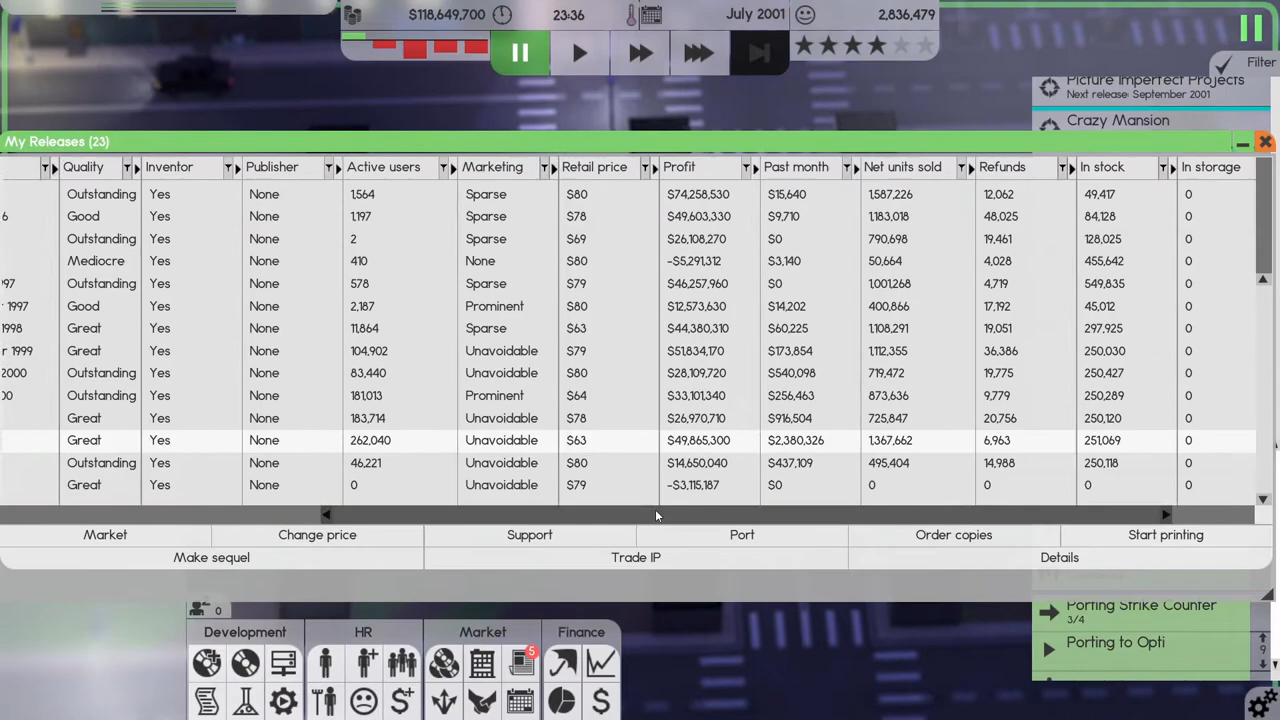 $118,649,700 23:36 July 2001 2,836,479
Filter
Picture Imperfect Projects
Next release: September 2001
Crazy Mansion
My Releases (23)
Quality Inventor Publisher Active users Marketing Retail price Profit Past month Net units sold Refunds In stock In storage
Outstanding Yes None 1,564 Sparse $80 $74,258,530 $15,640 1,587,226 12,062 49,417 0
6 Good Yes None 1,197 Sparse $78 $49,603,330 $9,710 1,183,018 48,025 84,128 0
Outstanding Yes None 2 Sparse $69 $26,108,270 $0 790,698 19,461 128,025 0
Mediocre Yes None 410 None $80 -$5,291,312 $3,140 50,664 4,028 455,642 0
997 Outstanding Yes None 578 Sparse $79 $46,257,960 $0 1,001,268 4,719 549,835 0
r 1997 Good Yes None 2,187 Prominent $80 $12,573,630 $14,202 400,866 17,192 45,012 0
1998 Great Yes None 11,864 Sparse $63 $44,380,310 $60,225 1,108,291 19,051 297,925 0
r 1999 Great Yes None 104,902 Unavoidable $79 $51,834,170 $173,854 1,112,355 36,386 250,030 0
2000 Outstanding Yes None 83,440 Unavoidable $80 $28,109,720 $540,098 719,472 19,775 250,427 0
00 Outstanding Yes None 181,013 Prominent $64 $33,101,340 $256,463 873,636 9,779 250,289 0
Great Yes None 183,714 Unavoidable $78 $26,970,710 $916,504 725,847 20,756 250,120 0
Great Yes None 262,040 Unavoidable $63 $49,865,300 $2,380,326 1,367,662 6,963 251,069 0
Outstanding Yes None 46,221 Unavoidable $80 $14,650,040 $437,109 495,404 14,988 250,118 0
Great Yes None 0 Unavoidable $79 -$3,115,187 $0 0 0 0 0
Market Change price Support Port Order copies Start printing
Make sequel Trade IP Details
0
Porting Strike Counter
3/4
Porting to Opti
9
Development HR Market Finance
5